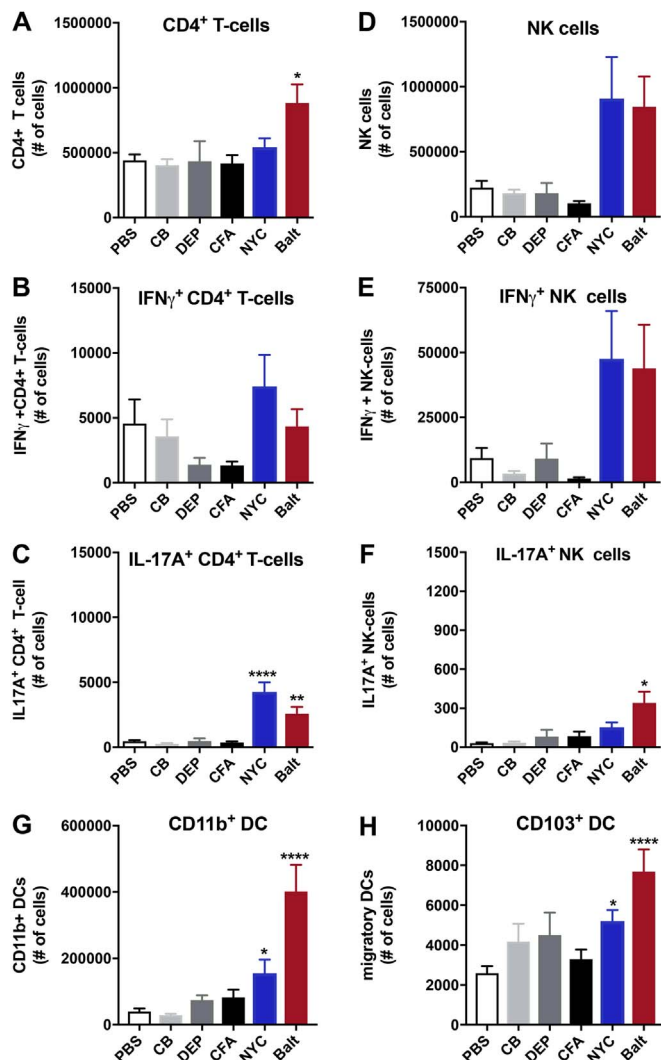 A
CD4+ T-cells
CD4+ T cells
(# of cells)
1500000
1000000
500000
0
*
PBS CB DEP CFA NYC Balt
D
NK cells
NK cells
(# of cells)
1500000
1000000
500000
0
PBS CB DEP CFA NYC Balt
B
IFNγ+ CD4+ T-cells
IFNγ +CD4+ T-cells
(# of cells)
15000
10000
5000
0
PBS CB DEP CFA NYC Balt
E
IFNγ+ NK cells
IFNγ + NK-cells
(# of cells)
75000
50000
25000
0
PBS CB DEP CFA NYC Balt
C
IL-17A+ CD4+ T-cells
IL17A+ CD4+ T-cell
(# of cells)
15000
10000
5000
0
****
**
PBS CB DEP CFA NYC Balt
F
IL-17A+ NK cells
IL17A+ NK-cells
(# of cells)
1500
1200
900
600
300
0
*
PBS CB DEP CFA NYC Balt
G
CD11b+ DC
CD11b+ DCs
(# of cells)
600000
400000
200000
0
*
****
PBS CB DEP CFA NYC Balt
H
CD103+ DC
migratory DCs
(# of cells)
10000
8000
6000
4000
2000
0
*
****
PBS CB DEP CFA NYC Balt